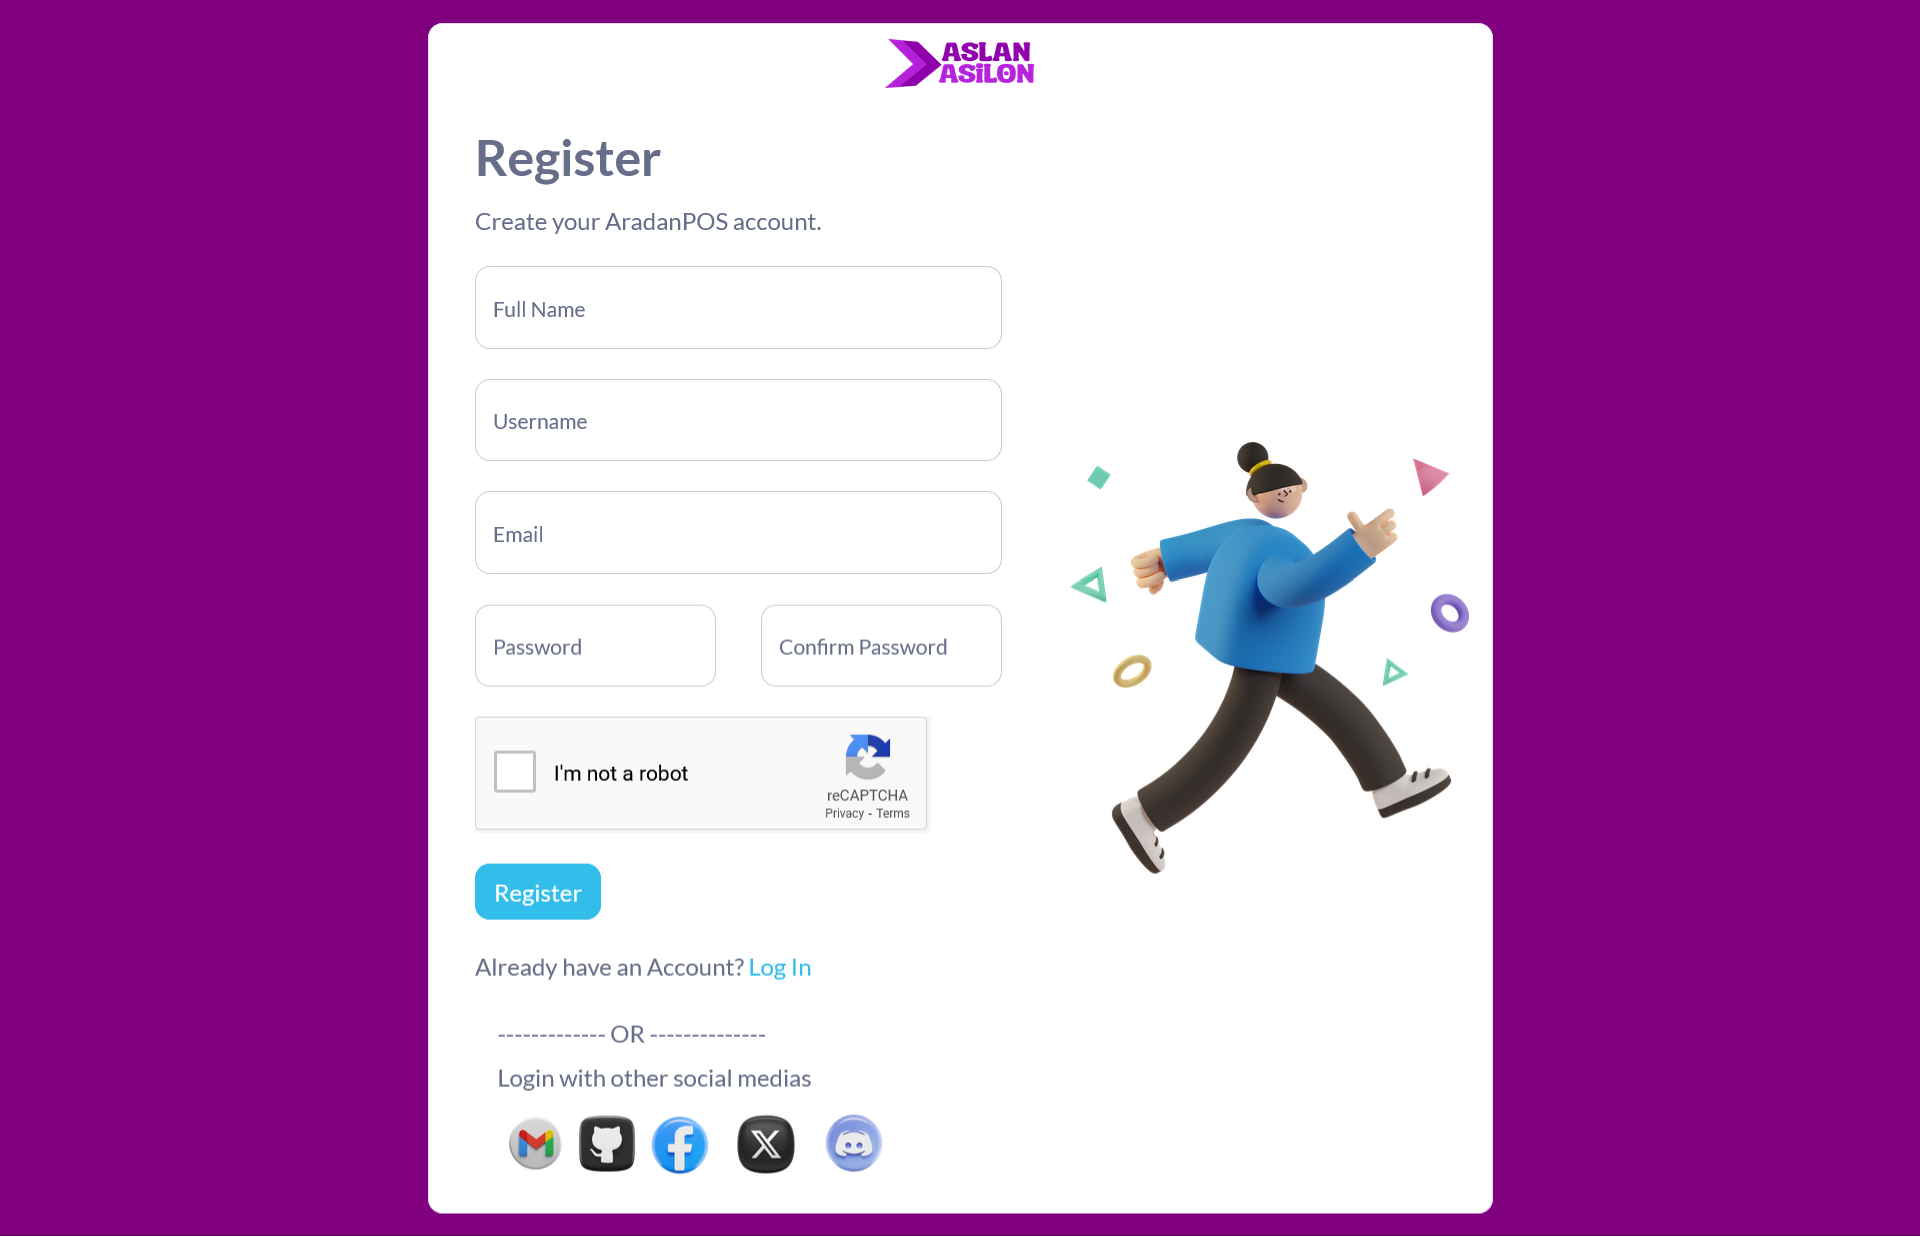 ASLAN
ASiLON
Register
Create your AradanPOS account.
Full Name
Username
Email
Password
Confirm Password
I'm not a robot
reCAPTCHA
Privacy - Terms
Register
Already have an Account? Log In
------------- OR --------------
Login with other social medias